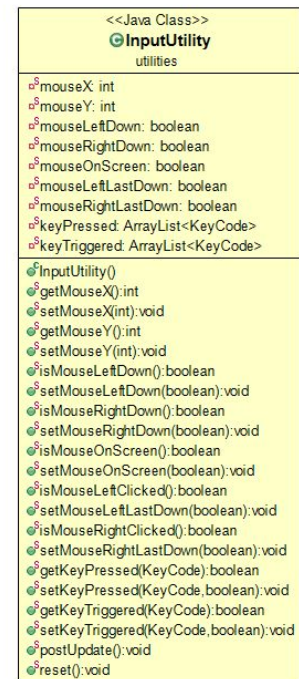 <<Java Class>>
InputUtility
utilities
mouseX: int
mouseY: int
mouseLeftDown: boolean
mouseRightDown: boolean
mouseOnScreen: boolean
mouseLeftLastDown: boolean
mouseRightLastDown: boolean
keyPressed: ArrayList<KeyCode>
keyTriggered: ArrayList<KeyCode>
InputUtility()
getMouseX():int
setMouseX(int):void
getMouseY():int
setMouseY(int):void
isMouseLeftDown():boolean
setMouseLeftDown(boolean):void
isMouseRightDown():boolean
setMouseRightDown(boolean):void
isMouseOnScreen():boolean
setMouseOnScreen(boolean):void
isMouseLeftClicked():boolean
setMouseLeftLastDown(boolean):void
isMouseRightClicked():boolean
setMouseRightLastDown(boolean):void
getKeyPressed(KeyCode):boolean
setKeyPressed(KeyCode,boolean):void
getKeyTriggered(KeyCode):boolean
setKeyTriggered(KeyCode,boolean):void
postUpdate():void
reset():void